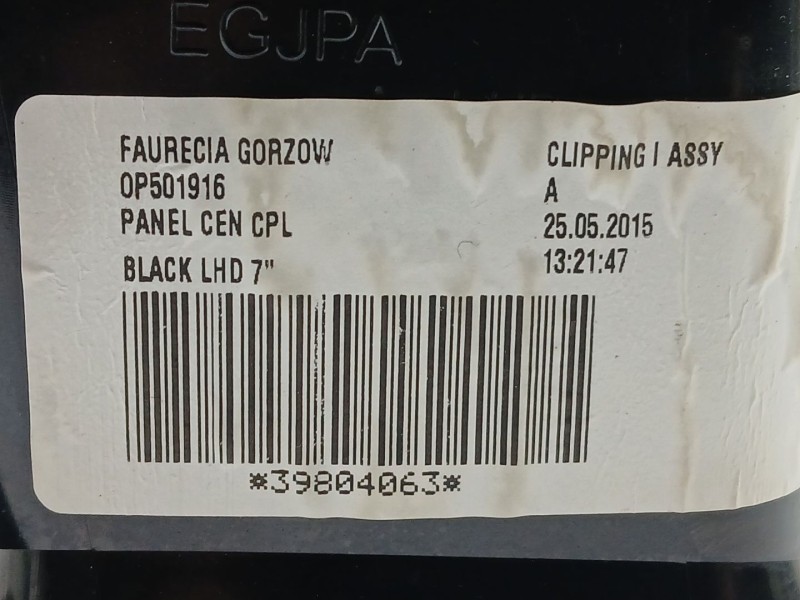 EGJPA
FAURECIA GORZOW
OP501916
PANEL CEN CPL
BLACK LHD 7"
CLIPPING I ASSY
A
25.05.2015
13:21:47
*39804063*